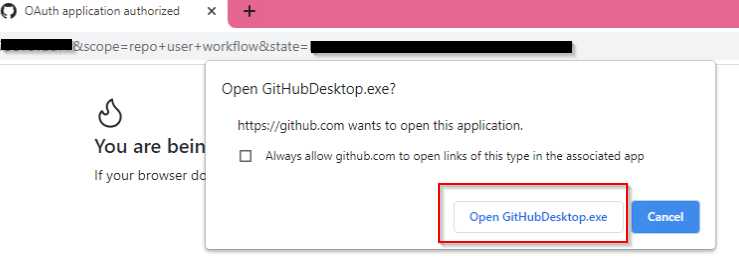 OAuth application authorized
&scope=repo+user+workflow&state=
Open GitHubDesktop.exe?
https://github.com wants to open this application.
You are bein
Always allow github.com to open links of this type in the associated app
If your browser do
Open GitHubDesktop.exe
Cancel